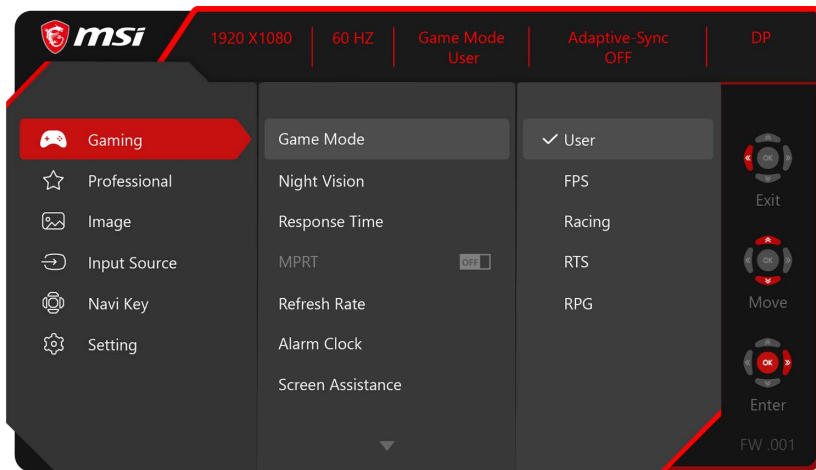 msi
1920 X1080
60 HZ
Game Mode
User
Adaptive-Sync
OFF
DP
Gaming
Professional
Image
Input Source
Navi Key
Setting
Game Mode
Night Vision
Response Time
MPRT OFF
Refresh Rate
Alarm Clock
Screen Assistance
User
FPS
Racing
RTS
RPG
OK
Exit
OK
Move
OK
Enter
FW .001